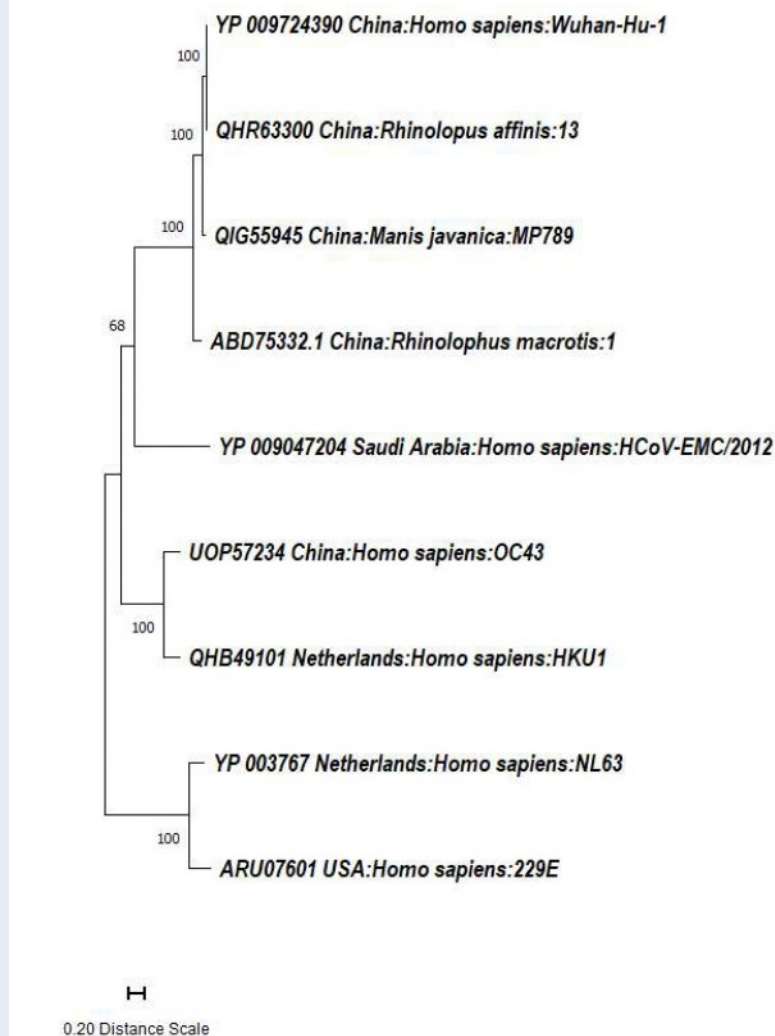 YP 009724390 China:Homo sapiens:Wuhan-Hu-1
100
QHR63300 China:Rhinolopus affinis:13
100
QIG55945 China:Manis javanica:MP789
100
ABD75332.1 China:Rhinolophus macrotis:1
68
YP 009047204 Saudi Arabia:Homo sapiens:HCoV-EMC/2012
UOP57234 China:Homo sapiens:OC43
100
QHB49101 Netherlands:Homo sapiens:HKU1
YP 003767 Netherlands:Homo sapiens:NL63
100
ARU07601 USA:Homo sapiens:229E
0.20 Distance Scale